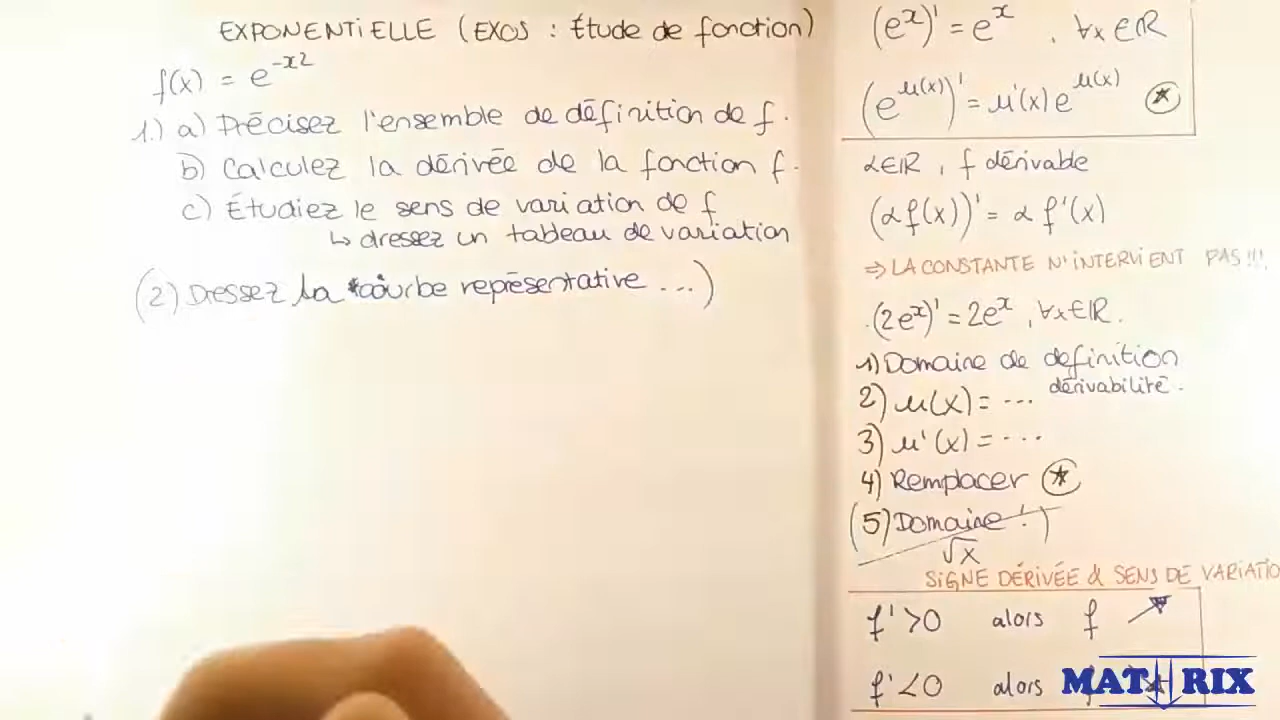 EXPONENTIELLE (EXOS : Étude de fonction)
f(x) = e^{-x2}
1.) a) Précisez l'ensemble de définition de f.
b) Calculez la dérivée de la fonction f.
c) Étudiez le sens de variation de f
↳ dressez un tableau de variation
(2) Dressez la courbe représentative ...)
(e^x)' = e^x , ∀x∈ℝ
(e^{u(x)})' = u'(x) e^{u(x)} ⊛
α∈ℝ , f dérivable
(α f(x))' = α f'(x)
⇒ LA CONSTANTE N'INTERVIENT PAS!!!
(2e^x)' = 2e^x , ∀x∈ℝ.
1) Domaine de definition
dérivabilité.
2) u(x) = ...
3) u'(x) = ...
4) Remplacer ⊛
(5) Domaine ! )
√x
SIGNE DÉRIVÉE & SENS DE VARIATIO
f' >0 alors f ↗
f' <0 alors
MAT RIX